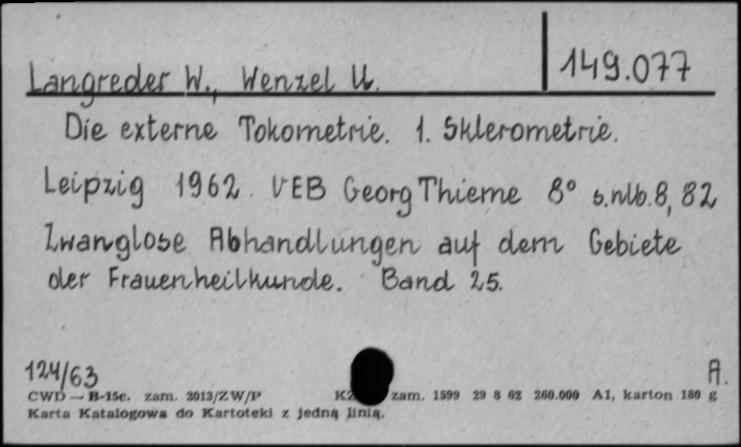 Langreder W., Wenzel U. 149.077
Die externe Tokometrie. 1. Sklerometrie.
Leipzig 1962. VEB Georg Thieme 8° s.nlb.8, 82
Zwanglose Abhandlungen auf dem Gebiete
der Frauenheilkunde. Band 25.
124/63 A.
CWD — B-15c. zam. 2013/ZW/P KZ zam. 1599 29 8 62 260.000 A1, karton 180 g
Karta Katalogowa do Kartoteki z jedną linią.